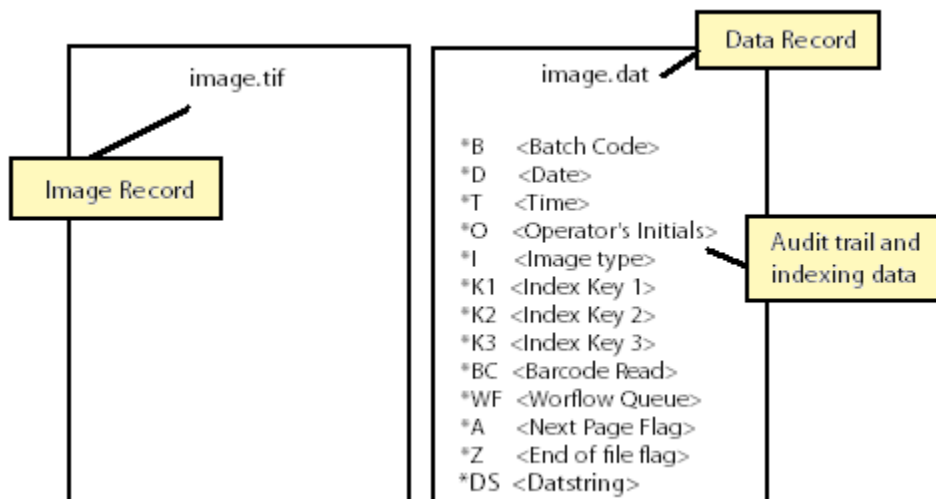 image.tif
Image Record
Data Record
image.dat
*B <Batch Code>
*D <Date>
*T <Time>
*O <Operator's Initials>
*I <Image type>
*K1 <Index Key 1>
*K2 <Index Key 2>
*K3 <Index Key 3>
*BC <Barcode Read>
*WF <Worflow Queue>
*A <Next Page Flag>
*Z <End of file flag>
*DS <Datstring>
Audit trail and
indexing data